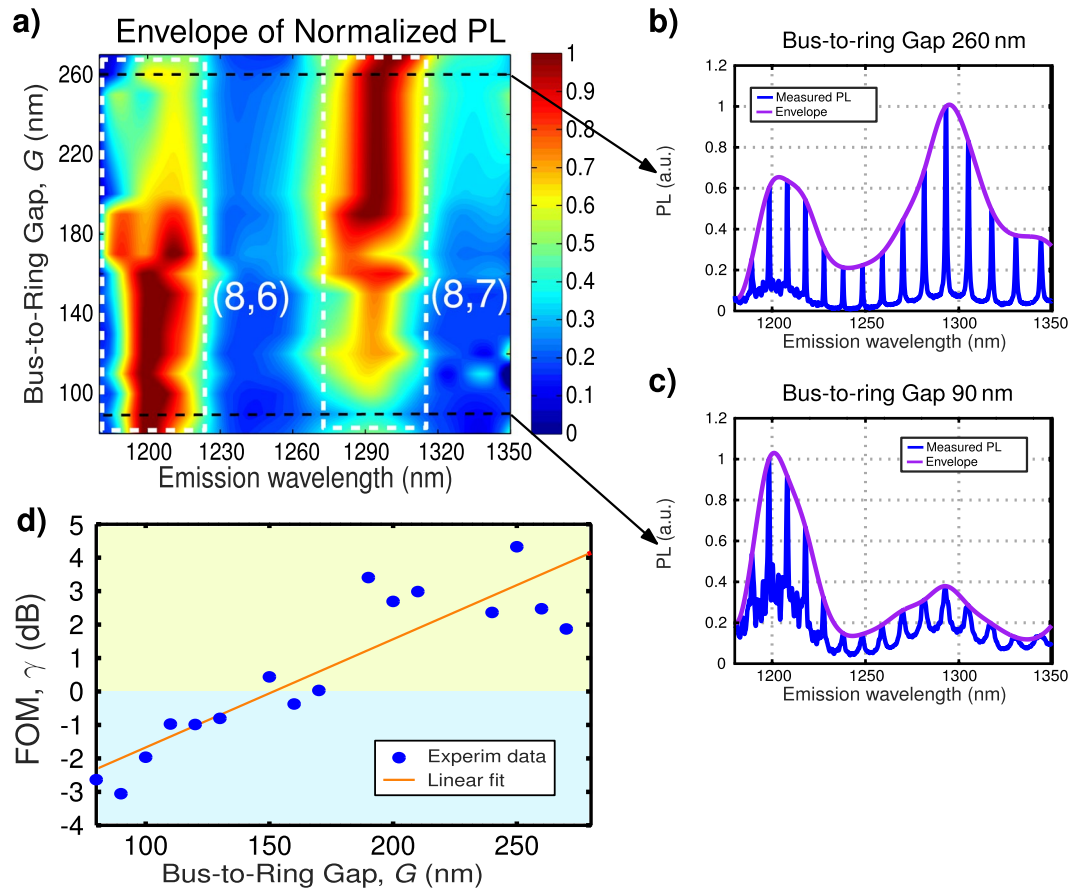 a)
Envelope of Normalized PL
Bus-to-Ring Gap, G (nm)
260
220
180
140
100
(8,6)
(8,7)
1200
1230
1260
1290
1320
1350
Emission wavelength (nm)
1
0.9
0.8
0.7
0.6
0.5
0.4
0.3
0.2
0.1
0
b)
Bus-to-ring Gap 260 nm
PL (a.u.)
1.2
1
0.8
0.6
0.4
0.2
0
Measured PL
Envelope
1200
1250
1300
1350
Emission wavelength (nm)
c)
Bus-to-ring Gap 90 nm
PL (a.u.)
1.2
1
0.8
0.6
0.4
0.2
0
Measured PL
Envelope
1200
1250
1300
1350
Emission wavelength (nm)
d)
FOM, γ (dB)
5
4
3
2
1
0
-1
-2
-3
-4
Experim data
Linear fit
100
150
200
250
Bus-to-Ring Gap, G (nm)